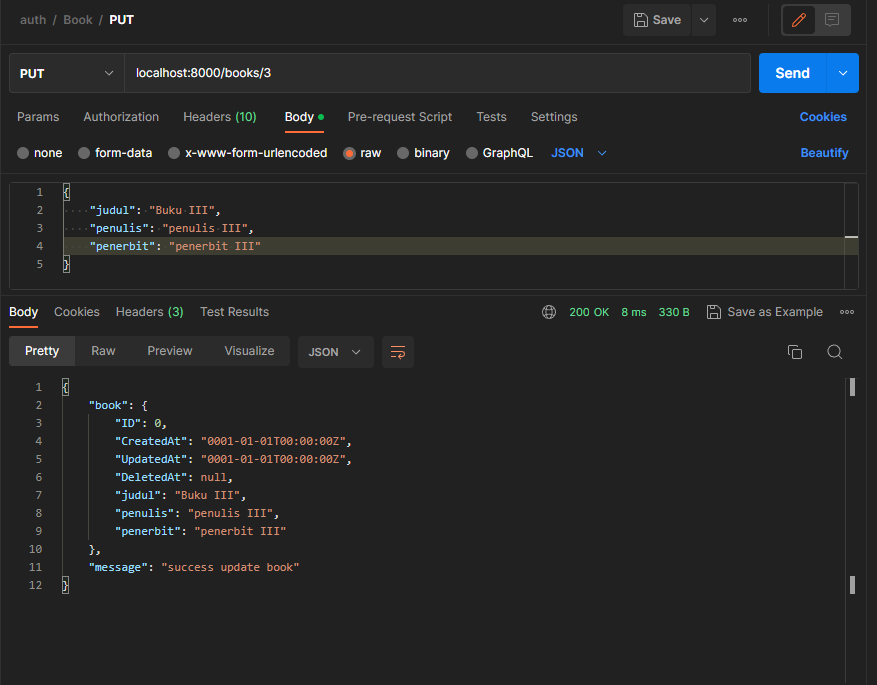 auth / Book / PUT
Save
PUT
localhost:8000/books/3
Send
Params Authorization Headers (10) Body Pre-request Script Tests Settings Cookies
none form-data x-www-form-urlencoded raw binary GraphQL JSON Beautify
1 {
2 "judul": "Buku III",
3 "penulis": "penulis III",
4 "penerbit": "penerbit III"
5 }
Body Cookies Headers (3) Test Results 200 OK 8 ms 330 B Save as Example
Pretty Raw Preview Visualize JSON
1 {
2 "book": {
3 "ID": 0,
4 "CreatedAt": "0001-01-01T00:00:00Z",
5 "UpdatedAt": "0001-01-01T00:00:00Z",
6 "DeletedAt": null,
7 "judul": "Buku III",
8 "penulis": "penulis III",
9 "penerbit": "penerbit III"
10 },
11 "message": "success update book"
12 }